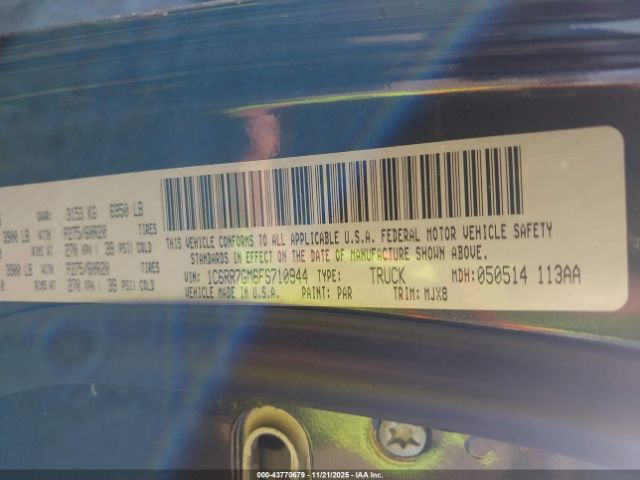 GVWR: 3153 KG 6950 LB
3900 LB WITH P275/60R20 TIRES
RIMS AT 270 KPA ( 39 PSI) COLD
3900 LB WITH P275/60R20 TIRES
RIMS AT 270 KPA ( 39 PSI) COLD
THIS VEHICLE CONFORMS TO ALL APPLICABLE U.S.A. FEDERAL MOTOR VEHICLE SAFETY
STANDARDS IN EFFECT ON THE DATE OF MANUFACTURE SHOWN ABOVE.
VIN: 1C6RR7GM6FS710944 TYPE: TRUCK MDH: 050514 113AA
VEHICLE MADE IN U.S.A. PAINT: PAR TRIM: MJX8
000-43770679 11/21/2025 IAAI.COM